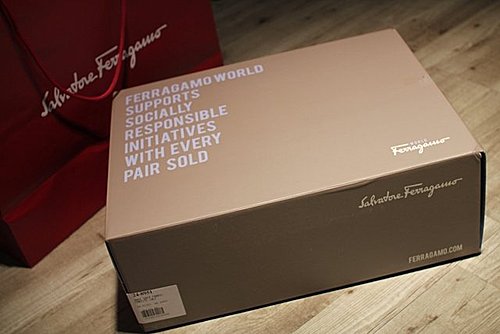 Salvatore Ferragamo
FERRAGAMO WORLD
SUPPORTS
SOCIALLY
RESPONSIBLE
INITIATIVES
WITH EVERY
PAIR SOLD
WORLD
Ferragamo
Salvatore Ferragamo
FERRAGAMO.COM